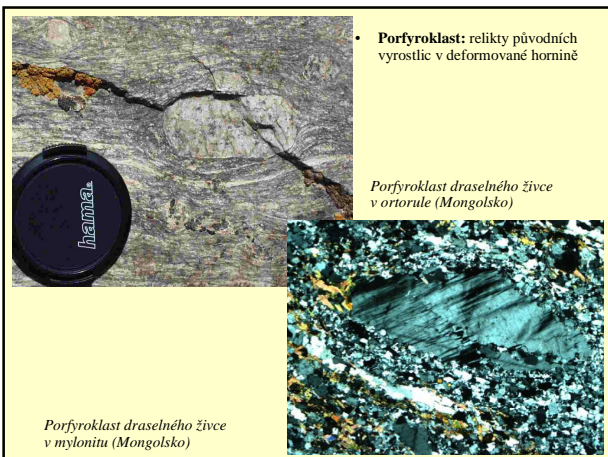 • Porfyroklast: relikty původních
vyrostlic v deformované hornině
Porfyroklast draselného živce
v ortorule (Mongolsko)
hama®
Porfyroklast draselného živce
v mylonitu (Mongolsko)